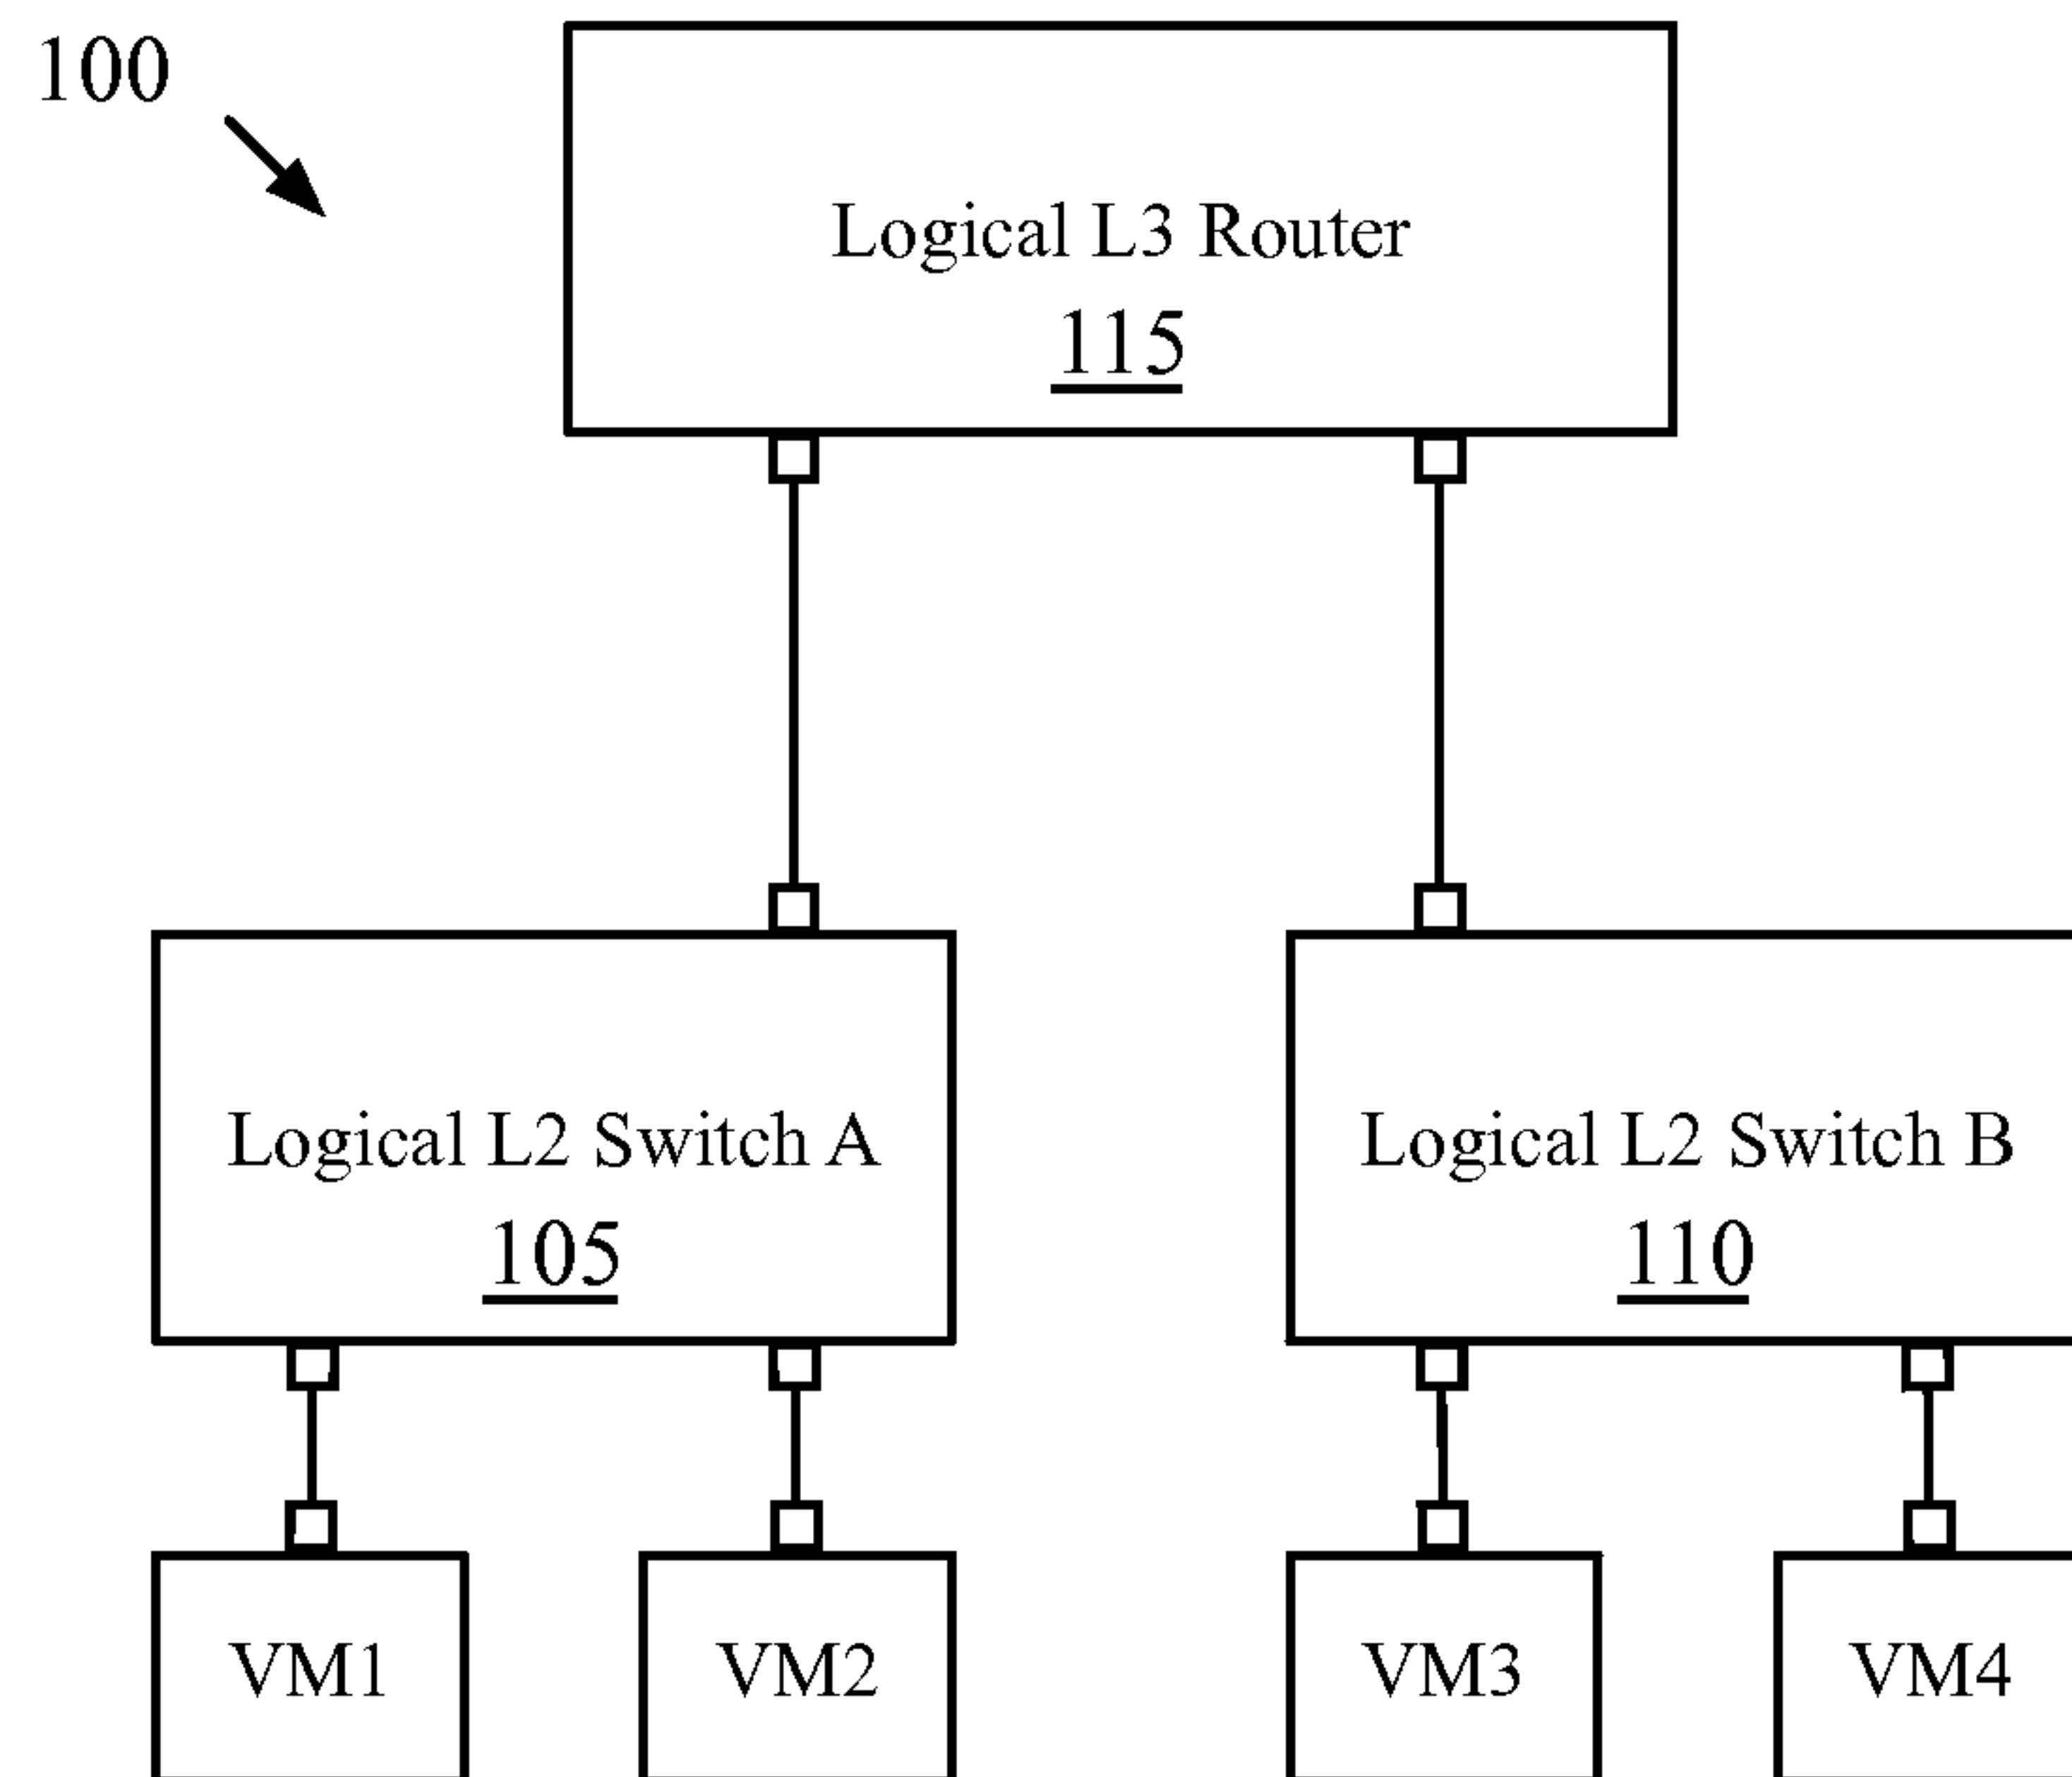 100
Logical L3 Router
115
Logical L2 Switch A
Logical L2 Switch B
105
110
VM1
VM2
VM3
VM4